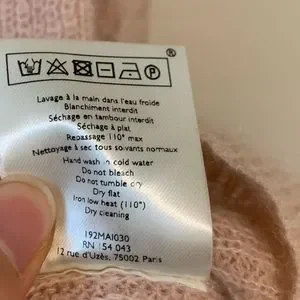 ®
P
Lavage à la main dans l'eau froide
Blanchiment interdit
Séchage en tambour interdit
Séchage à plat
Repassage 110° max
Nettoyage à sec tous solvants normaux
Hand wash in cold water
Do not bleach
Do not tumble dry
Dry flat
Iron low heat (110°)
Dry cleaning
192MAI030
RN 154 043
12 rue d'Uzès, 75002 Paris